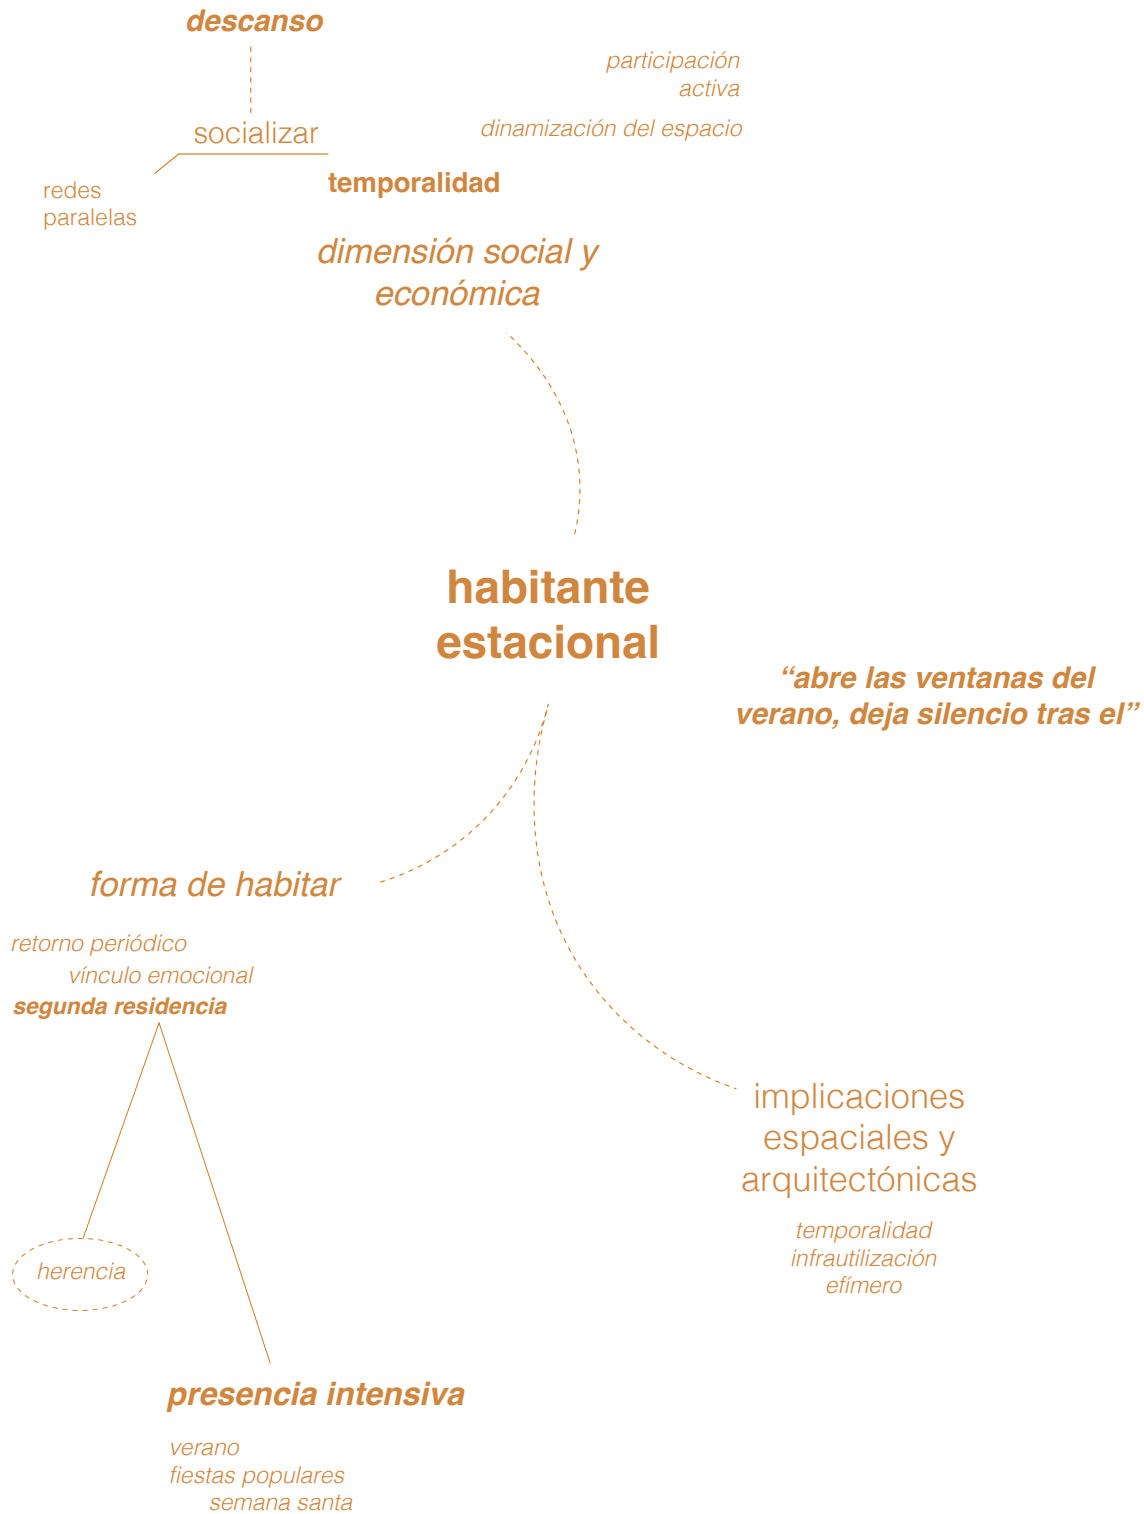 descanso
participación
activa
socializar
dinamización del espacio
redes
paralelas
temporalidad
dimensión social y
económica
habitante
estacional
“abre las ventanas del
verano, deja silencio tras el”
forma de habitar
retorno periódico
vínculo emocional
segunda residencia
implicaciones
espaciales y
arquitectónicas
temporalidad
infrautilización
efímero
herencia
presencia intensiva
verano
fiestas populares
semana santa